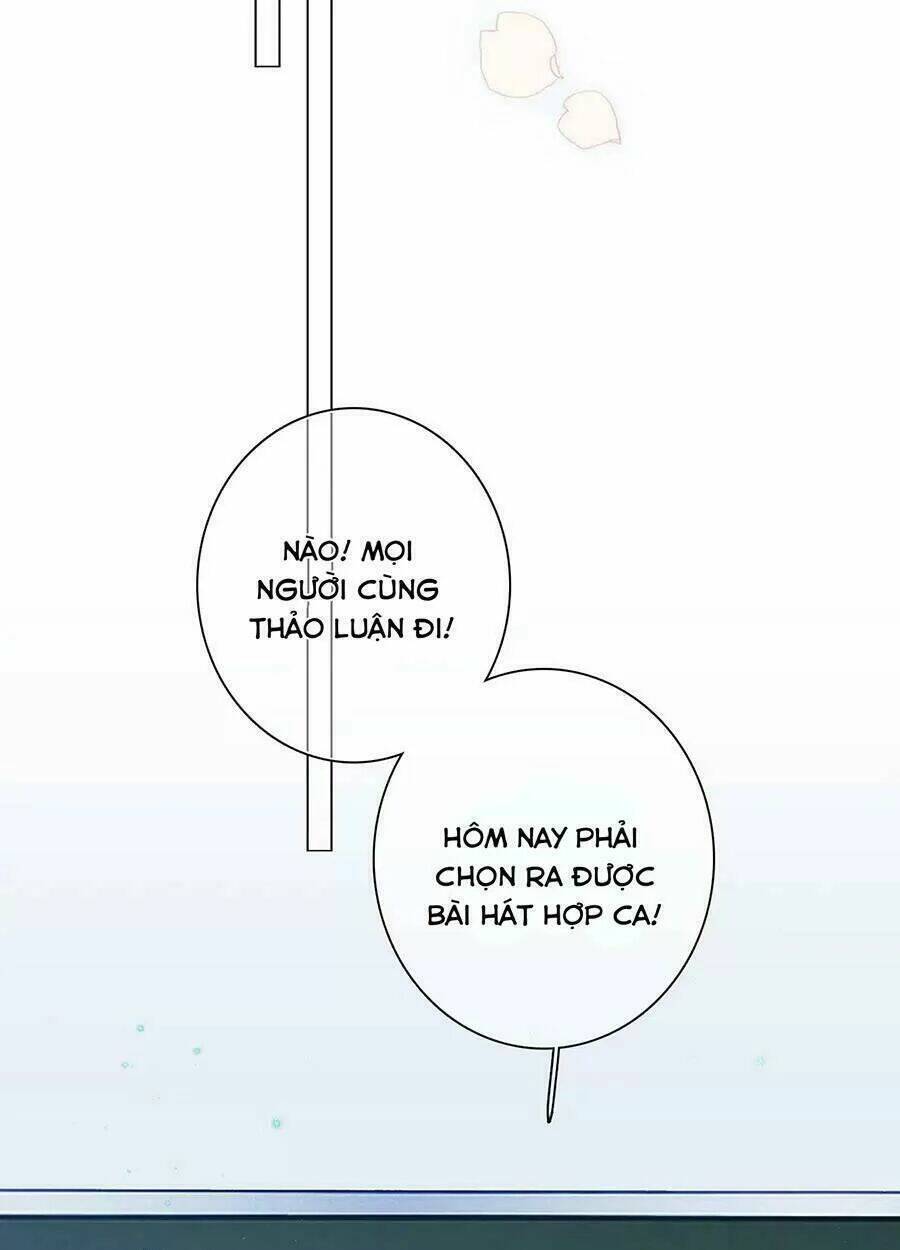 NÀO! MỌI
NGƯỜI CÙNG
THẢO LUẬN ĐI!
HÔM NAY PHẢI
CHỌN RA ĐƯỢC
BÀI HÁT HỢP CA!